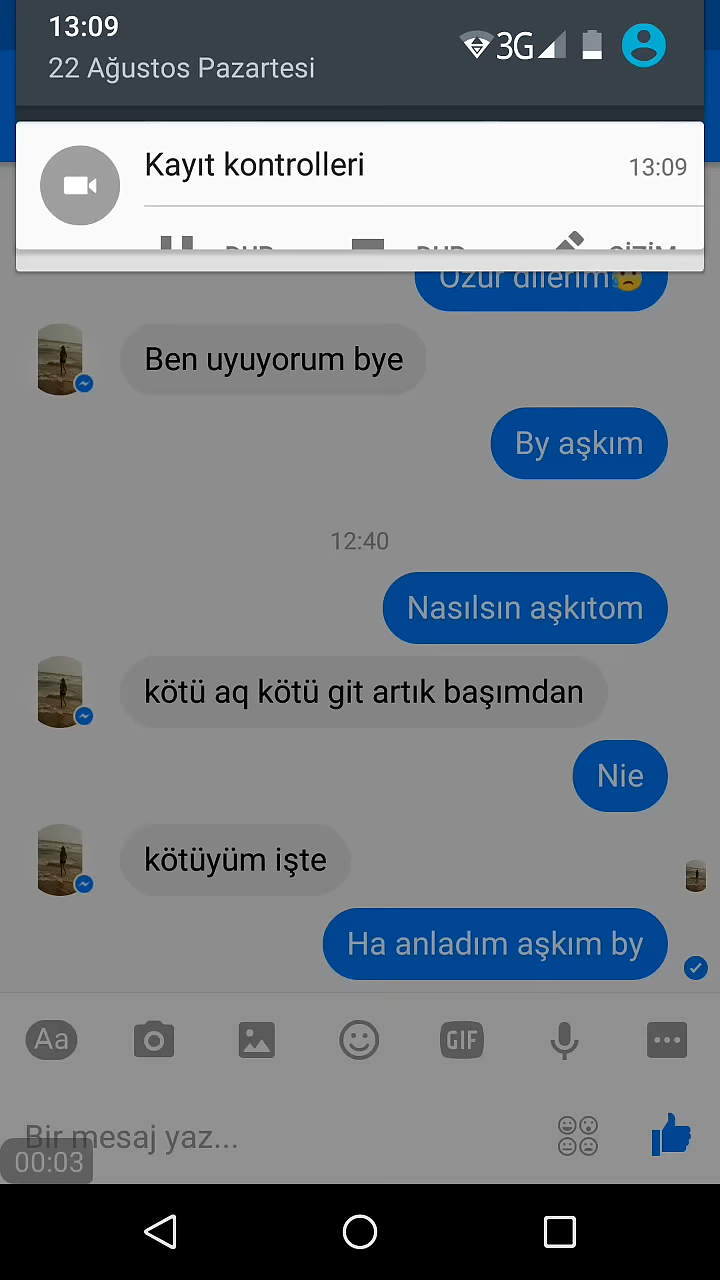 13:09
3G
22 Ağustos Pazartesi
Kayıt kontrolleri
13:09
Özür dilerim
Ben uyuyorum bye
By aşkım
12:40
Nasılsın aşkıtom
kötü aq kötü git artık başımdan
Nie
kötüyüm işte
Ha anladım aşkım by
Aa
GIF
Bir mesaj yaz...
00:03